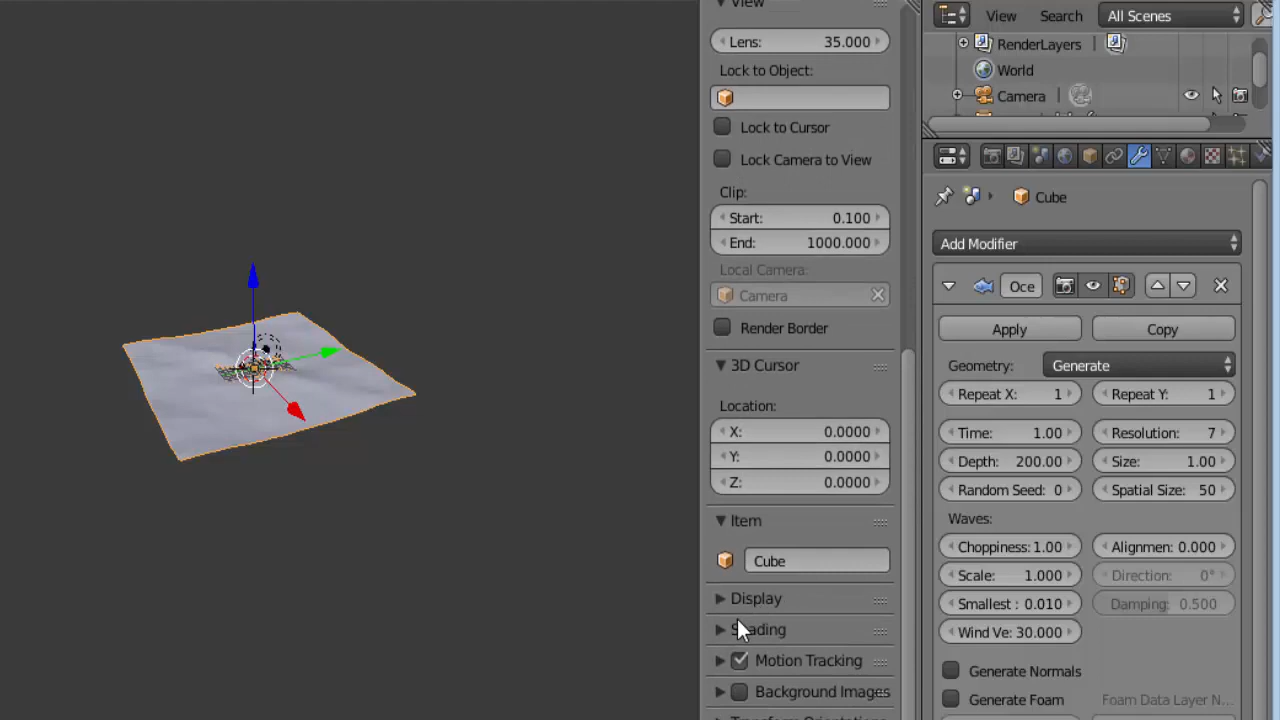 View
Lens: 35.000
Lock to Object:
Lock to Cursor
Lock Camera to View
Clip:
Start: 0.100
End: 1000.000
Local Camera:
Camera
Render Border
3D Cursor
Location:
X: 0.0000
Y: 0.0000
Z: 0.0000
Item
Cube
Display
Shading
Motion Tracking
Background Images
Transform Orientations
View Search All Scenes
RenderLayers
World
Camera
Cube
Add Modifier
Oce
Apply Copy
Geometry: Generate
Repeat X: 1 Repeat Y: 1
Time: 1.00 Resolution: 7
Depth: 200.00 Size: 1.00
Random Seed: 0 Spatial Size: 50
Waves:
Choppiness: 1.00 Alignmen: 0.000
Scale: 1.000 Direction: 0°
Smallest : 0.010 Damping: 0.500
Wind Ve: 30.000
Generate Normals
Generate Foam Foam Data Layer N...